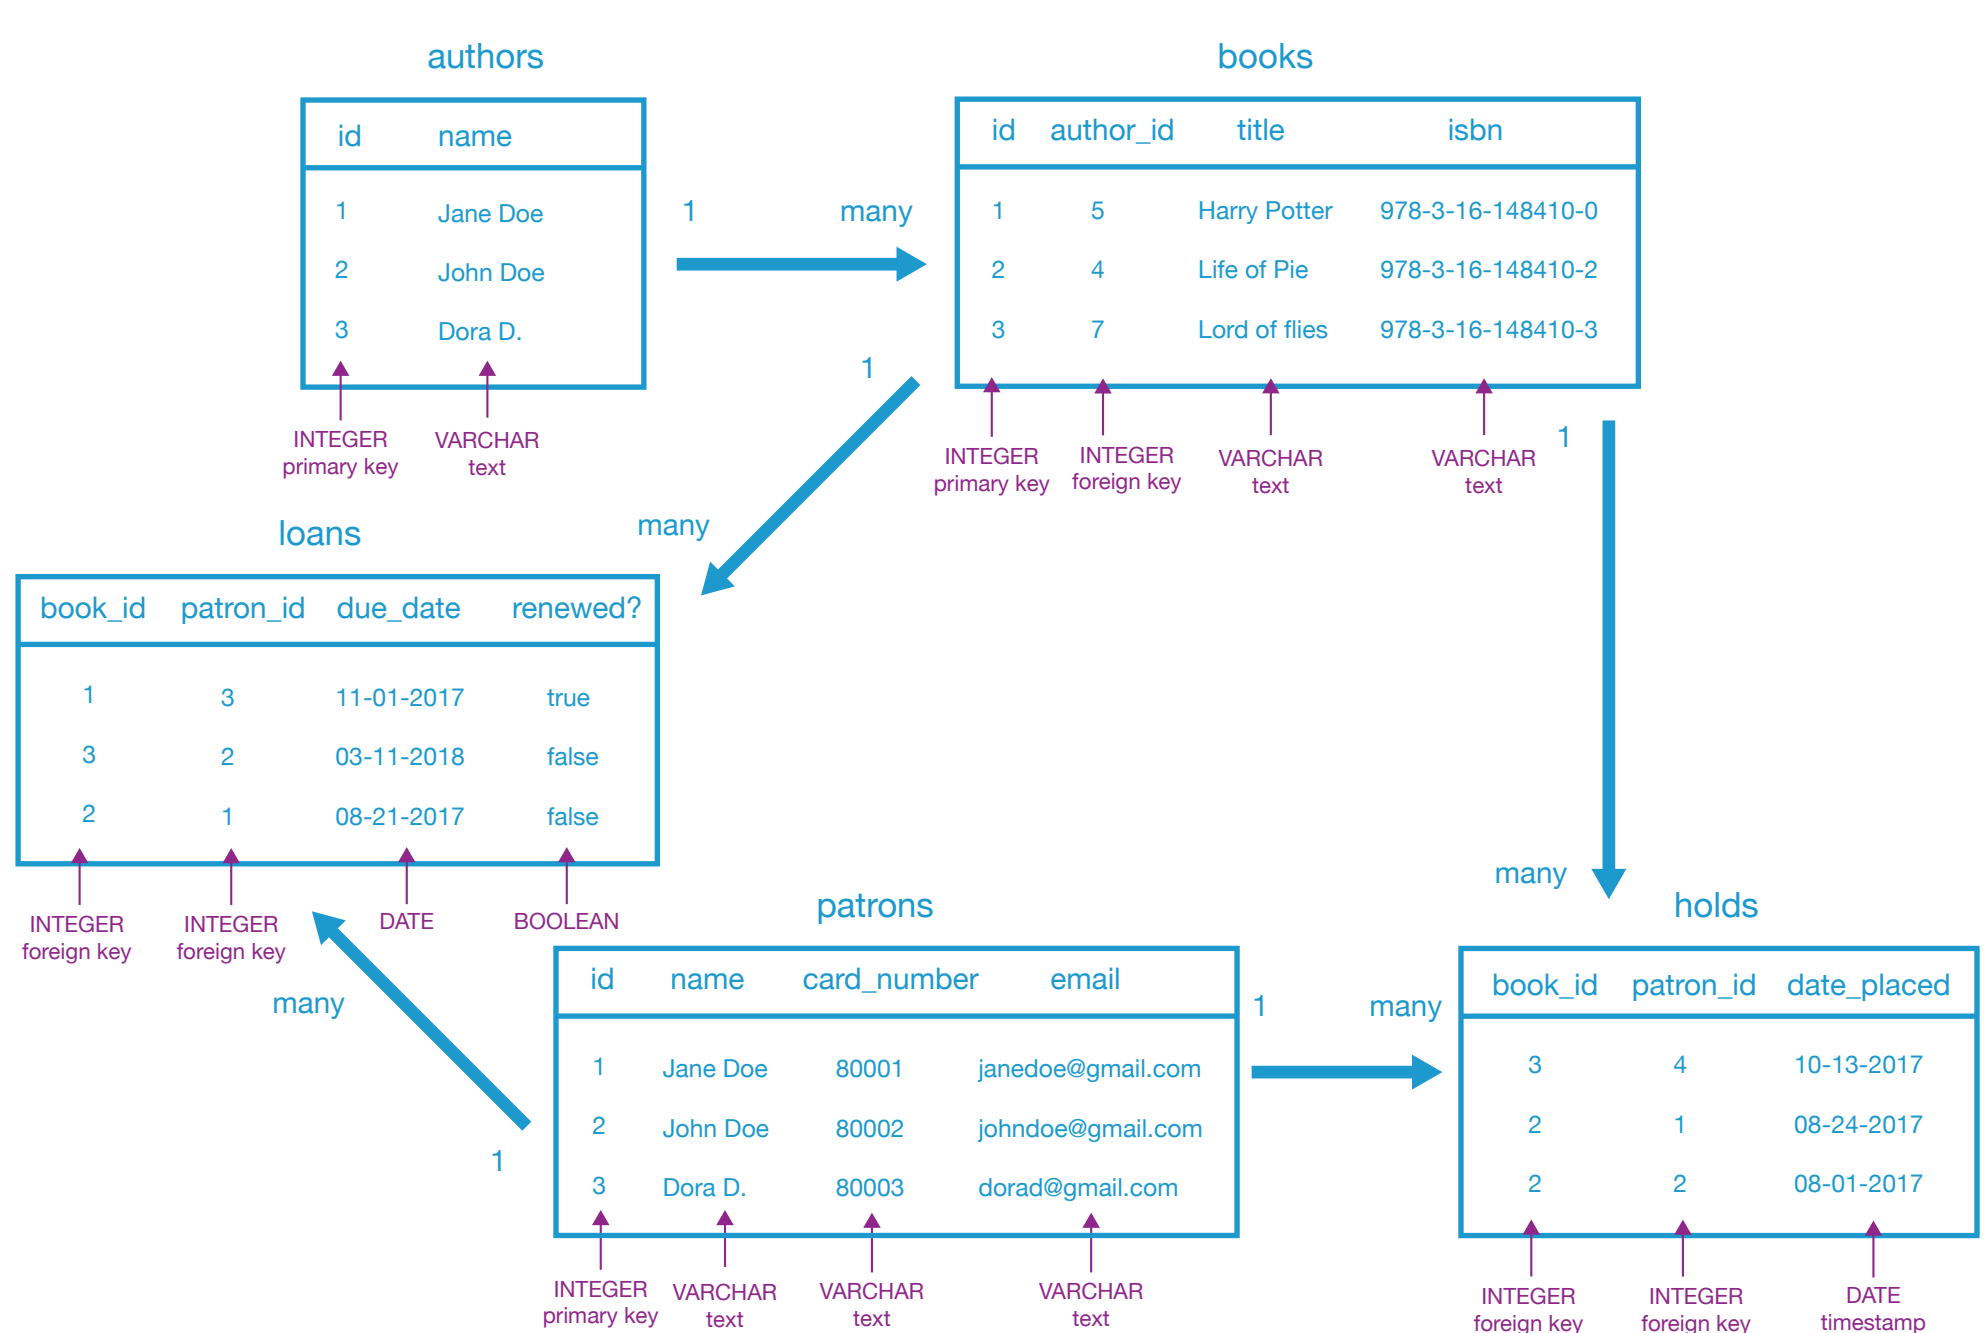 authors
id name
1 Jane Doe
2 John Doe
3 Dora D.
INTEGER
primary key
VARCHAR
text
1 many
books
id author_id title isbn
1 5 Harry Potter 978-3-16-148410-0
2 4 Life of Pie 978-3-16-148410-2
3 7 Lord of flies 978-3-16-148410-3
INTEGER
primary key
INTEGER
foreign key
VARCHAR
text
VARCHAR
text
1
many
1
many
loans
book_id patron_id due_date renewed?
1 3 11-01-2017 true
3 2 03-11-2018 false
2 1 08-21-2017 false
INTEGER
foreign key
INTEGER
foreign key
DATE
BOOLEAN
many
1
patrons
id name card_number email
1 Jane Doe 80001 janedoe@gmail.com
2 John Doe 80002 johndoe@gmail.com
3 Dora D. 80003 dorad@gmail.com
INTEGER
primary key
VARCHAR
text
VARCHAR
text
VARCHAR
text
1 many
holds
book_id patron_id date_placed
3 4 10-13-2017
2 1 08-24-2017
2 2 08-01-2017
INTEGER
foreign key
INTEGER
foreign key
DATE
timestamp